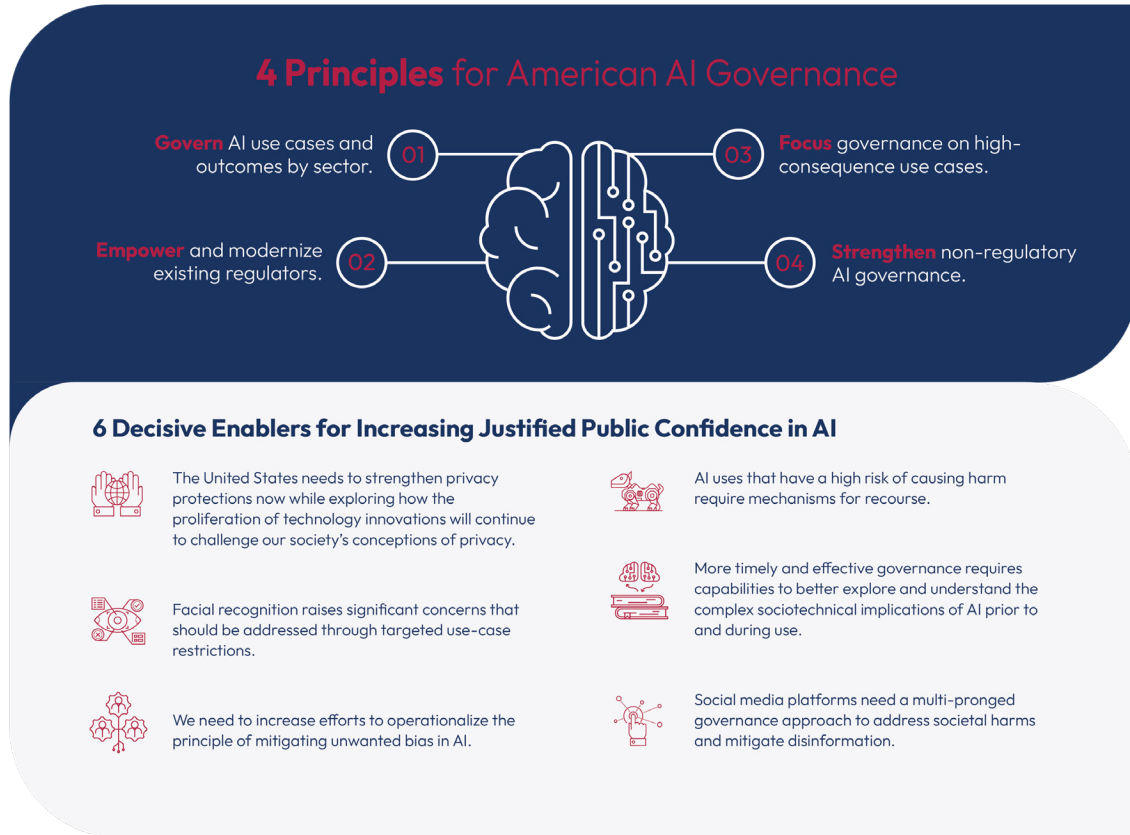 4 Principles for American AI Governance
Govern AI use cases and
outcomes by sector.
01
Empower and modernize
existing regulators.
02
03
Focus governance on high-
consequence use cases.
04
Strengthen non-regulatory
AI governance.
6 Decisive Enablers for Increasing Justified Public Confidence in AI
The United States needs to strengthen privacy
protections now while exploring how the
proliferation of technology innovations will continue
to challenge our society's conceptions of privacy.
Facial recognition raises significant concerns that
should be addressed through targeted use-case
restrictions.
We need to increase efforts to operationalize the
principle of mitigating unwanted bias in AI.
AI uses that have a high risk of causing harm
require mechanisms for recourse.
More timely and effective governance requires
capabilities to better explore and understand the
complex sociotechnical implications of AI prior to
and during use.
Social media platforms need a multi-pronged
governance approach to address societal harms
and mitigate disinformation.